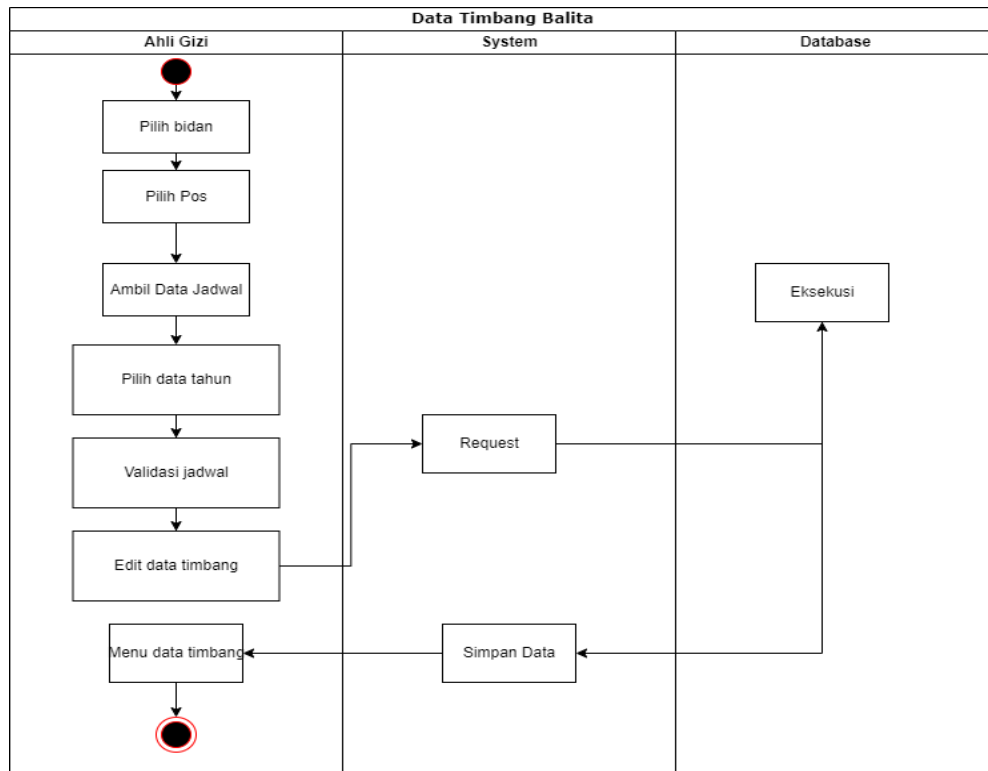 Data Timbang Balita
Ahli Gizi
System
Database
Pilih bidan
Pilih Pos
Ambil Data Jadwal
Eksekusi
Pilih data tahun
Request
Validasi jadwal
Edit data timbang
Menu data timbang
Simpan Data